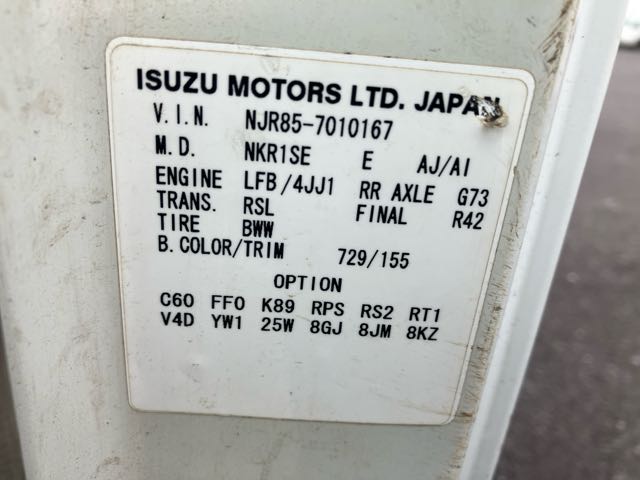 ISUZU MOTORS LTD. JAPAN
V.I.N. NJR85-7010167
M.D. NKR1SE E AJ/AI
ENGINE LFB/4JJ1 RR AXLE G73
TRANS. RSL FINAL R42
TIRE BWW
B.COLOR/TRIM 729/155
OPTION
C60 FF0 K89 RPS RS2 RT1
V4D YW1 25W 8GJ 8JM 8KZ